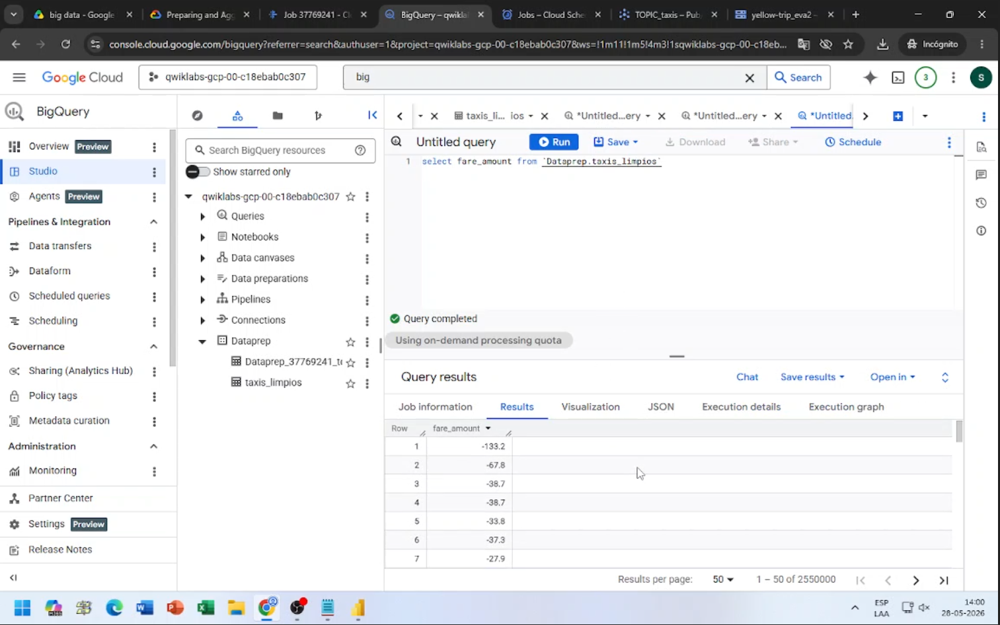 big data - Google
Preparing and Agg
Job 37769241 - Cl
BigQuery – qwikla
Jobs – Cloud Sche
TOPIC_taxis – Pub
yellow-trip_eva2 -
console.cloud.google.com/bigquery?referrer=search&authuser=1&project=qwiklabs-gcp-00-c18ebab0c307&ws=!1m11!1m5!4m3!1sqwiklabs-gcp-00-c18eb...
Incógnito
Google Cloud
qwiklabs-gcp-00-c18ebab0c307
big
Search
3
S
BigQuery
Overview Preview
Studio
Agents Preview
Pipelines & Integration
Data transfers
Dataform
Scheduled queries
Scheduling
Governance
Sharing (Analytics Hub)
Policy tags
Metadata curation
Administration
Monitoring
Partner Center
Settings Preview
Release Notes
Search BigQuery resources
Show starred only
qwiklabs-gcp-00-c18ebab0c307
Queries
Notebooks
Data canvases
Data preparations
Pipelines
Connections
Dataprep
Dataprep_37769241_te
taxis_limpios
taxis_li... ios
*Untitled...ery
*Untitled...ery
*Untitled
Untitled query
Run
Save
Download
Share
Schedule
1 select fare_amount from `Dataprep.taxis_limpios`
Query completed
Using on-demand processing quota
Query results
Chat
Save results
Open in
Job information
Results
Visualization
JSON
Execution details
Execution graph
Row fare_amount
1 -133.2
2 -67.8
3 -38.7
4 -38.7
5 -33.8
6 -37.3
7 -27.9
Results per page: 50 1 – 50 of 2550000
ESP
LAA
14:00
28-05-2026